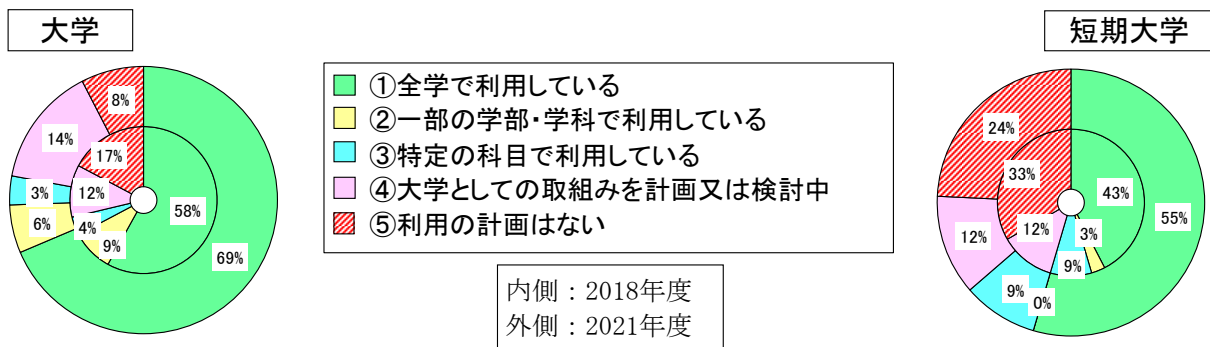 大学
短期大学
①全学で利用している
②一部の学部・学科で利用している
③特定の科目で利用している
④大学としての取組みを計画又は検討中
⑤利用の計画はない
内側：2018年度
外側：2021年度
8%
14%
17%
3%
12%
58%
6%
4%
9%
69%
24%
33%
43%
55%
12%
12%
3%
9%
9%
0%